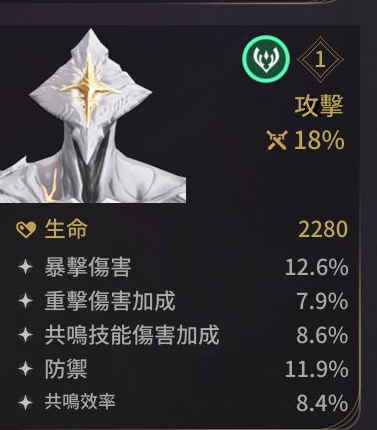 1
攻擊
18%
生命 2280
暴擊傷害 12.6%
重擊傷害加成 7.9%
共鳴技能傷害加成 8.6%
防禦 11.9%
共鳴效率 8.4%